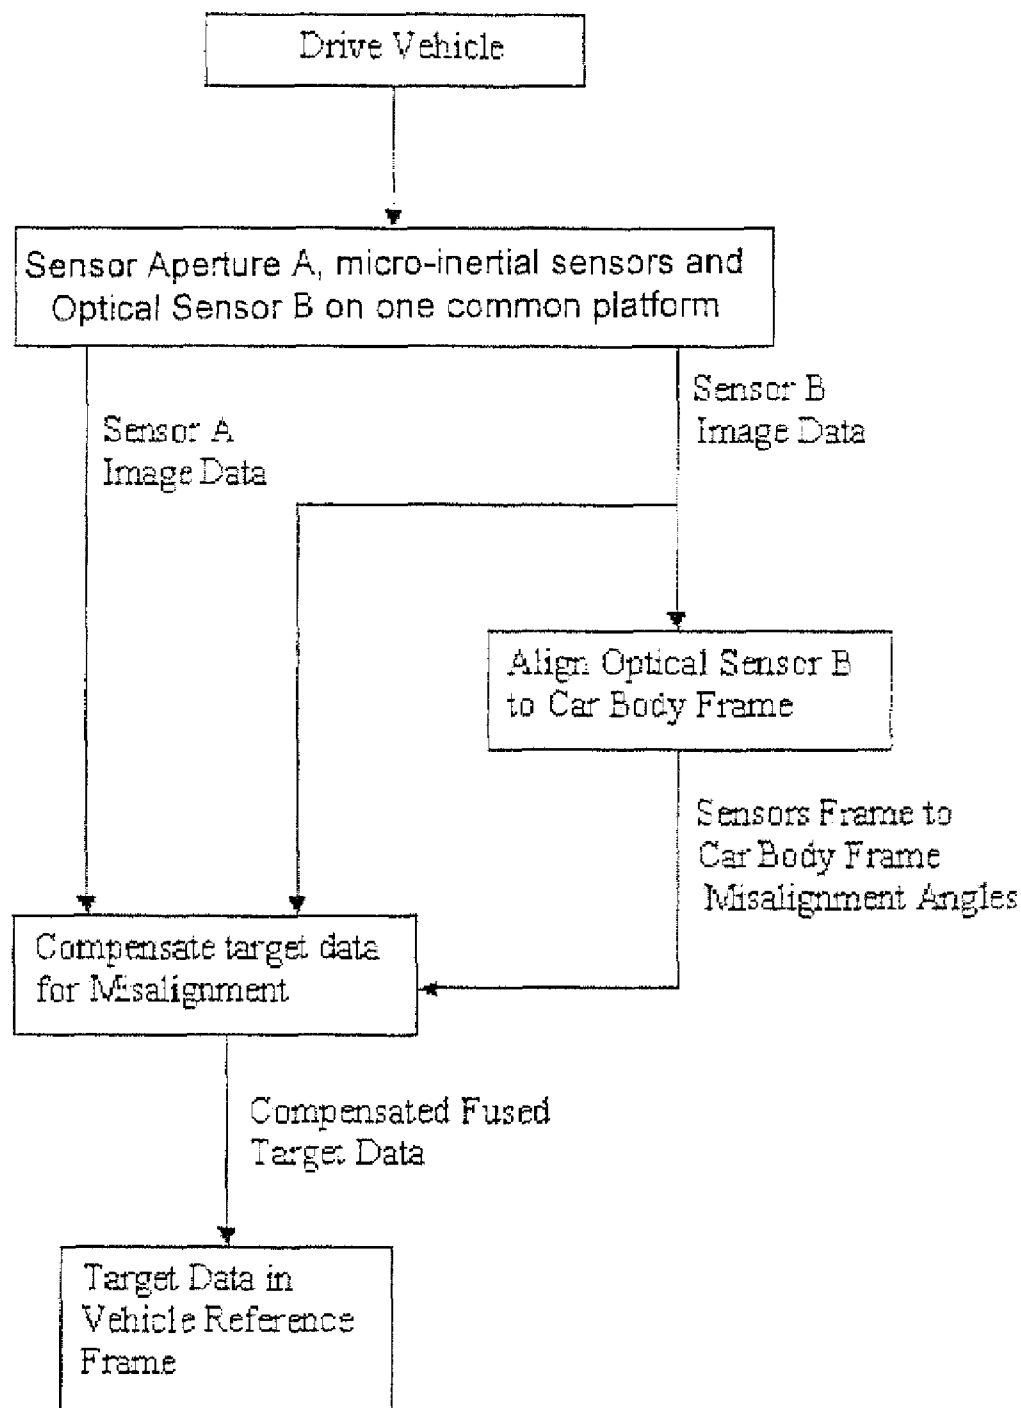 Drive Vehicle
Sensor Aperture A, micro-inertial sensors and
Optical Sensor B on one common platform
Sensor A
Image Data
Sensor B
Image Data
Align Optical Sensor B
to Car Body Frame
Sensors Frame to
Car Body Frame
Misalignment Angles
Compensate target data
for Misalignment
Compensated Fused
Target Data
Target Data in
Vehicle Reference
Frame